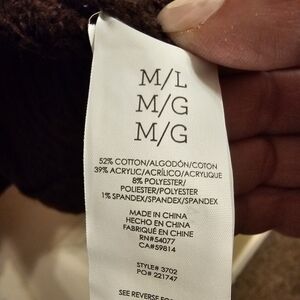 M/L
M/G
M/G
52% COTTON/ALGODÓN/COTON
39% ACRYLIC/ACRÍLICO/ACRYLIQUE
8% POLYESTER/
POLIESTER/POLYESTER
1% SPANDEX/SPANDEX/SPANDEX
MADE IN CHINA
HECHO EN CHINA
FABRIQUÉ EN CHINE
RN#54077
CA#59814
STYLE# 3702
PO# 221747
SEE REVERSE FOR